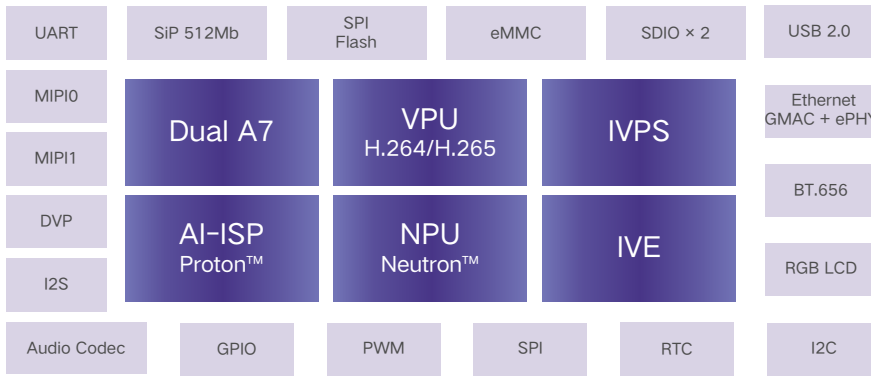 UART
SiP 512Mb
SPI
Flash
eMMC
SDIO × 2
USB 2.0
MIPI0
Dual A7
VPU
H.264/H.265
IVPS
Ethernet
GMAC + ePHY
MIPI1
DVP
AI-ISP
Proton™
NPU
Neutron™
IVE
BT.656
I2S
RGB LCD
Audio Codec
GPIO
PWM
SPI
RTC
I2C